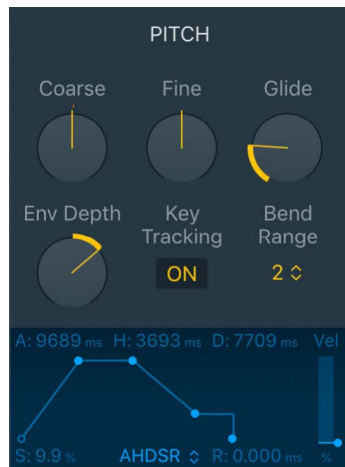 PITCH
Coarse Fine Glide
Env Depth Key Tracking Bend Range
ON 2
A: 9689 ms H: 3693 ms D: 7709 ms Vel
S: 9.9 % AHDSR R: 0.000 ms %